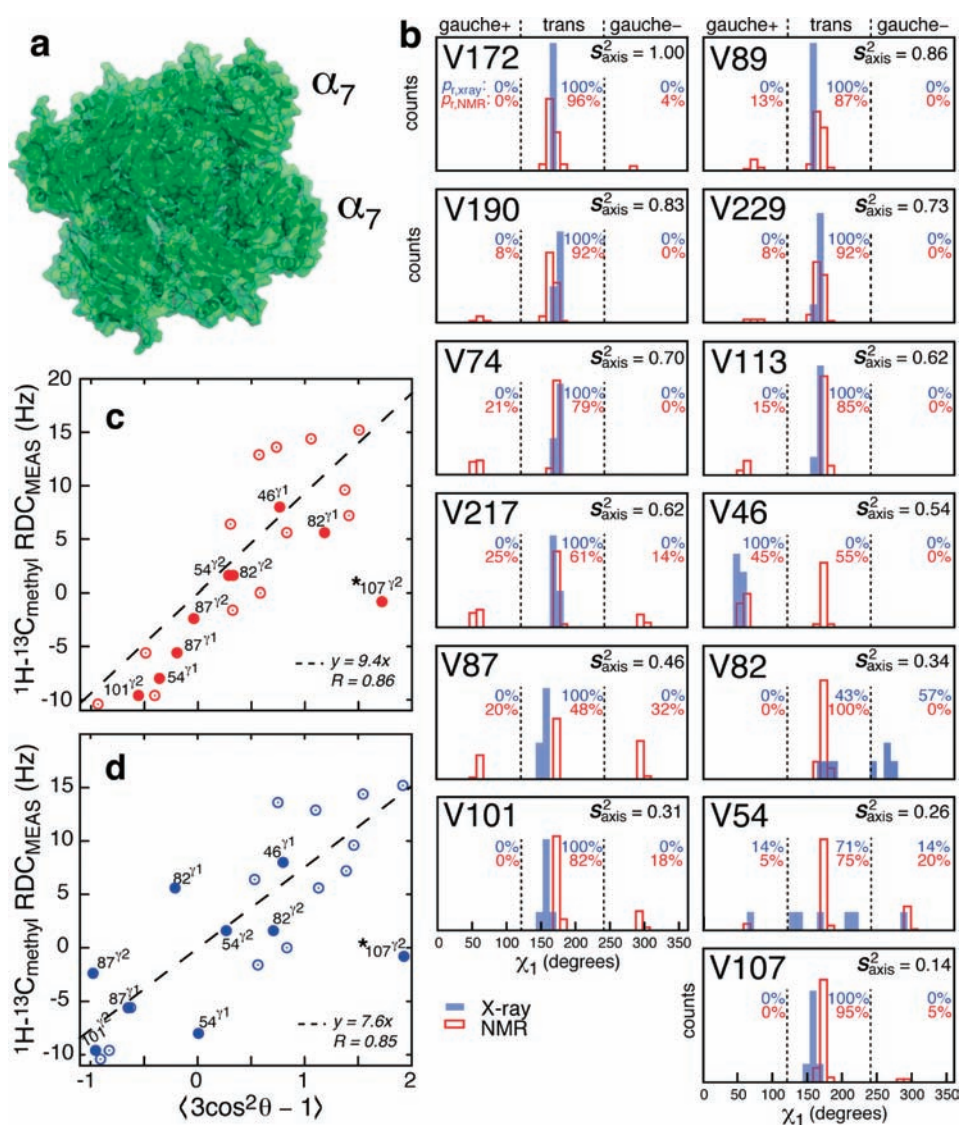 a
α7
α7
b
gauche+ trans gauche−
gauche+ trans gauche−
counts
V172
S²axis = 1.00
pr,xray: 0% 100% 0%
pr,NMR: 0% 96% 4%
V89
S²axis = 0.86
0% 100% 0%
13% 87% 0%
counts
V190
S²axis = 0.83
0% 100% 0%
8% 92% 0%
V229
S²axis = 0.73
0% 100% 0%
8% 92% 0%
V74
S²axis = 0.70
0% 100% 0%
21% 79% 0%
V113
S²axis = 0.62
0% 100% 0%
15% 85% 0%
V217
S²axis = 0.62
0% 100% 0%
25% 61% 14%
V46
S²axis = 0.54
100% 0% 0%
45% 55% 0%
V87
S²axis = 0.46
0% 100% 0%
20% 48% 32%
V82
S²axis = 0.34
0% 43% 57%
0% 100% 0%
V101
S²axis = 0.31
0% 100% 0%
0% 82% 18%
0 50 150 250 350
χ1 (degrees)
V54
S²axis = 0.26
14% 71% 14%
5% 75% 20%
counts
V107
S²axis = 0.14
0% 100% 0%
0% 95% 5%
0 50 150 250 350
χ1 (degrees)
X-ray
NMR
c
¹H-¹³Cmethyl RDCMEAS (Hz)
20
15
10
5
0
-5
-10
46γ1
82γ1
54γ2
82γ2
*107γ2
87γ2
87γ1
101γ2
54γ1
y = 9.4x
R = 0.86
d
¹H-¹³Cmethyl RDCMEAS (Hz)
15
10
5
0
-5
-10
46γ1
82γ1
82γ2
54γ2
*107γ2
87γ2
87γ1
101γ2
54γ1
y = 7.6x
R = 0.85
-1 0 1 2
⟨3cos²θ − 1⟩